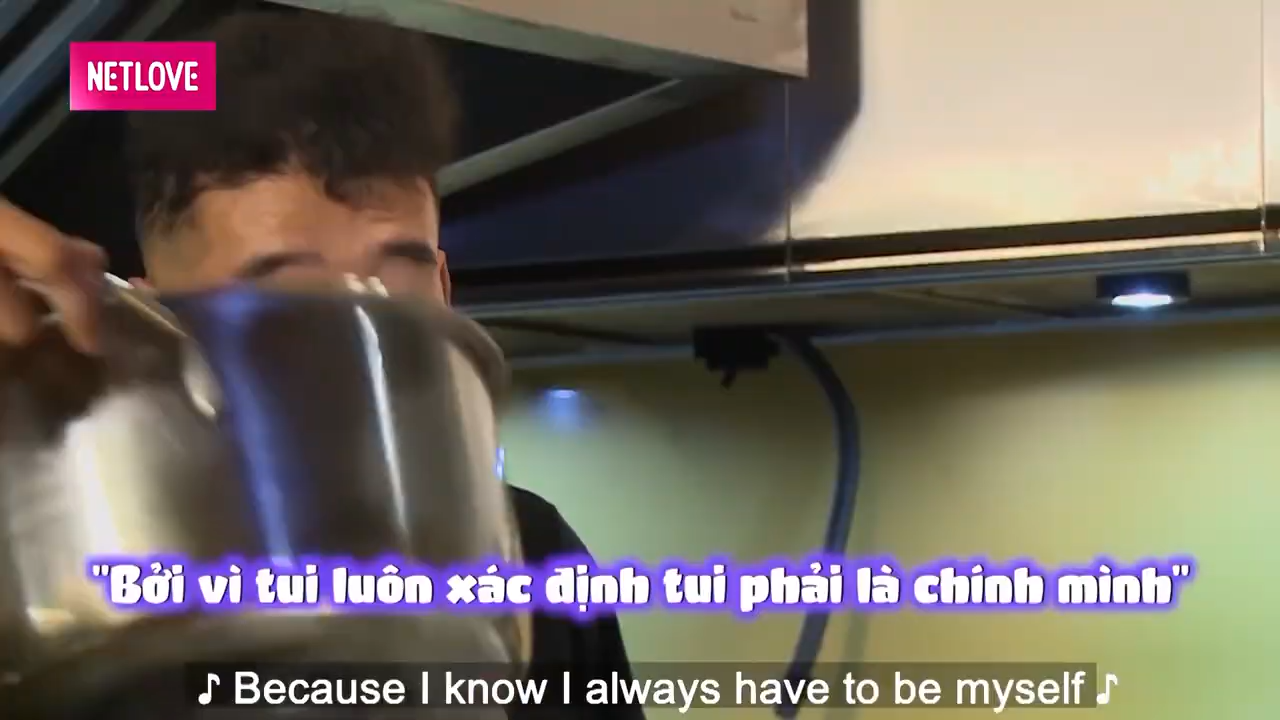 NETLOVE
"Bởi vì tui luôn xác định tui phải là chính mình"
♪ Because I know I always have to be myself ♪